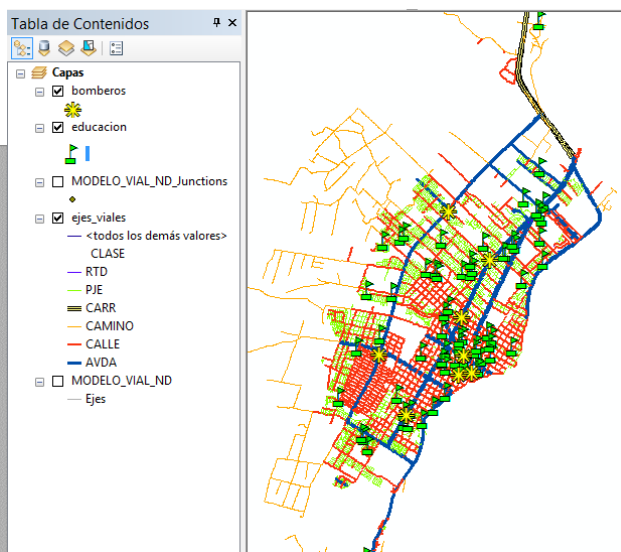 Tabla de Contenidos
Capas
bomberos
educacion
MODELO_VIAL_ND_Junctions
ejes_viales
<todos los demás valores>
CLASE
RTD
PJE
CARR
CAMINO
CALLE
AVDA
MODELO_VIAL_ND
Ejes